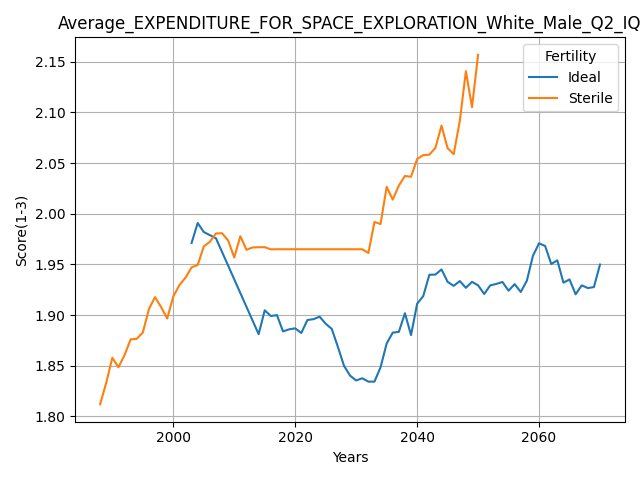 Average_EXPENDITURE_FOR_SPACE_EXPLORATION_White_Male_Q2_IQ
Fertility
Ideal
Sterile
Score(1-3)
2.15
2.10
2.05
2.00
1.95
1.90
1.85
1.80
2000 2020 2040 2060
Years